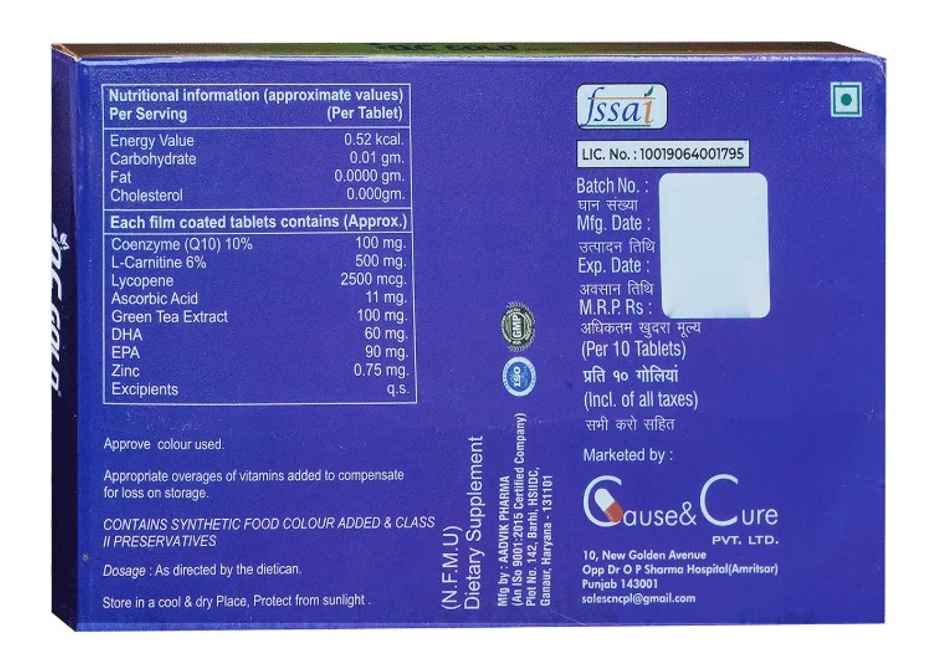 Q.C GOLD
Q.C. GOLD
Nutritional information (approximate values)
Per Serving (Per Tablet)
Energy Value 0.52 kcal.
Carbohydrate 0.01 gm.
Fat 0.0000 gm.
Cholesterol 0.000gm.
Each film coated tablets contains (Approx.)
Coenzyme (Q10) 10% 100 mg.
L-Carnitine 6% 500 mg.
Lycopene 2500 mcg.
Ascorbic Acid 11 mg.
Green Tea Extract 100 mg.
DHA 60 mg.
EPA 90 mg.
Zinc 0.75 mg.
Excipients q.s.
Approve colour used.
Appropriate overages of vitamins added to compensate
for loss on storage.
CONTAINS SYNTHETIC FOOD COLOUR ADDED & CLASS
II PRESERVATIVES
Dosage : As directed by the dietican.
Store in a cool & dry Place, Protect from sunlight .
(N.F.M.U)
Dietary Supplement
GMP
ISO
Mfg by : AADVIK PHARMA
(An ISo 9001:2015 Certified Company)
Plot No. 142, Barhi, HSIIDC,
Ganaur, Haryana - 131101
fssai
LIC. No. : 10019064001795
Batch No. :
घान संख्या
Mfg. Date :
उत्पादन तिथि
Exp. Date :
अवसान तिथि
M.R.P. Rs :
अधिकतम खुदरा मूल्य
(Per 10 Tablets)
प्रति १० गोलियां
(Incl. of all taxes)
सभी करो सहित
Marketed by :
Cause& Cure
PVT. LTD.
10, New Golden Avenue
Opp Dr O P Sharma Hospital(Amritsar)
Punjab 143001
salescncpl@gmail.com